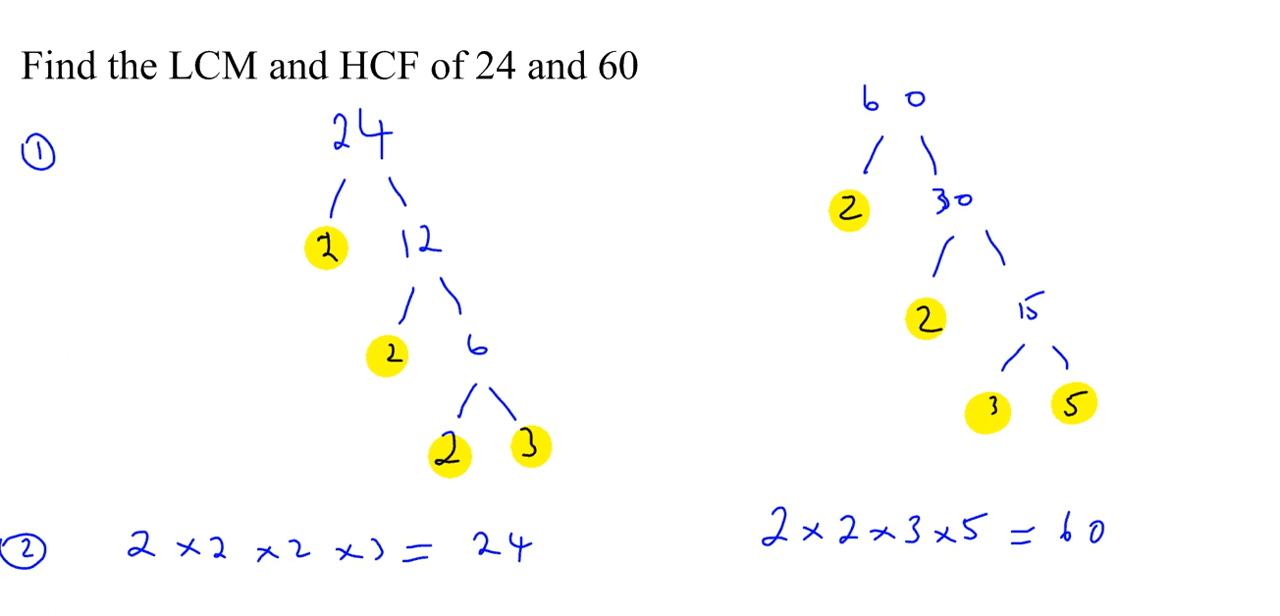 Find the LCM and HCF of 24 and 60
① 24
2 12
2 6
2 3
60
2 30
2 15
3 5
② 2 × 2 × 2 × 3 = 24
2 × 2 × 3 × 5 = 60